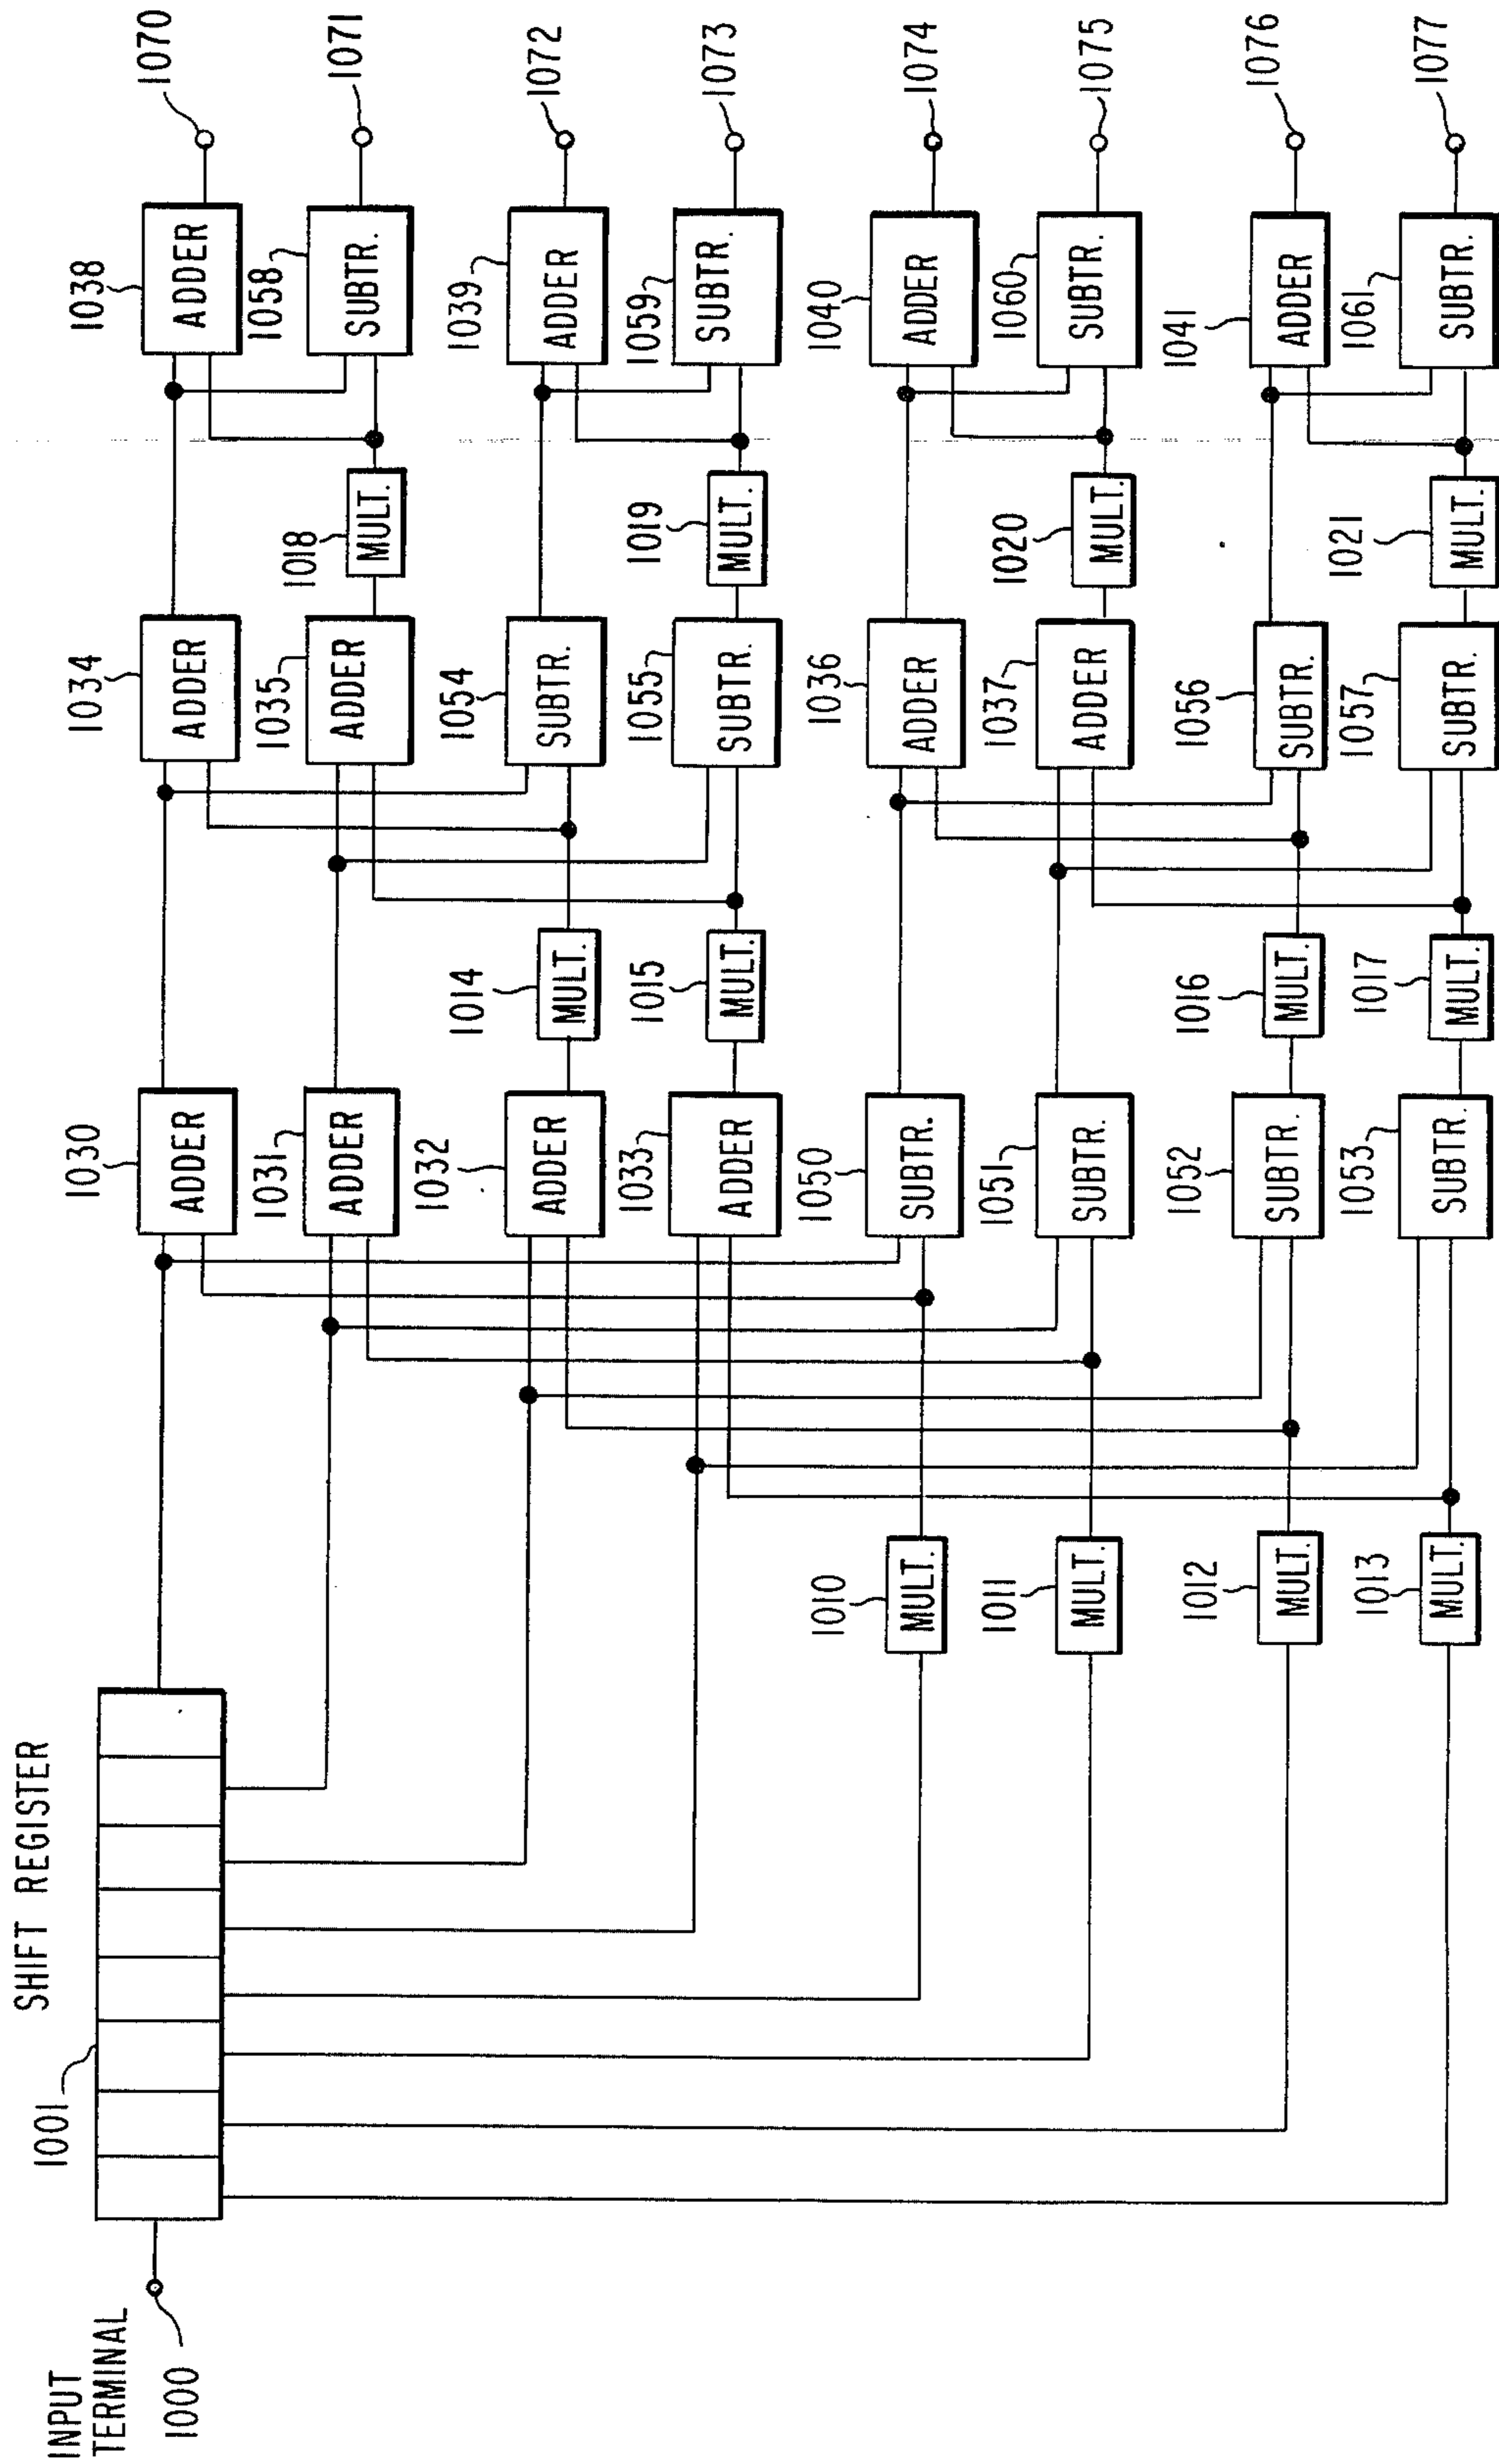 INPUT
TERMINAL
1000
1001
SHIFT REGISTER
1010
MULT.
1011
MULT.
1012
MULT.
1013
MULT.
1030
ADDER
1031
ADDER
1032
ADDER
1033
ADDER
1050
SUBTR.
1051
SUBTR.
1052
SUBTR.
1053
SUBTR.
1014
MULT.
1015
MULT.
1016
MULT.
1017
MULT.
1034
ADDER
1035
ADDER
1054
SUBTR.
1055
SUBTR.
1036
ADDER
1037
ADDER
1056
SUBTR.
1057
SUBTR.
1018
MULT.
1019
MULT.
1020
MULT.
1021
MULT.
1038
ADDER
1058
SUBTR.
1039
ADDER
1059
SUBTR.
1040
ADDER
1060
SUBTR.
1041
ADDER
1061
SUBTR.
1070
1071
1072
1073
1074
1075
1076
1077